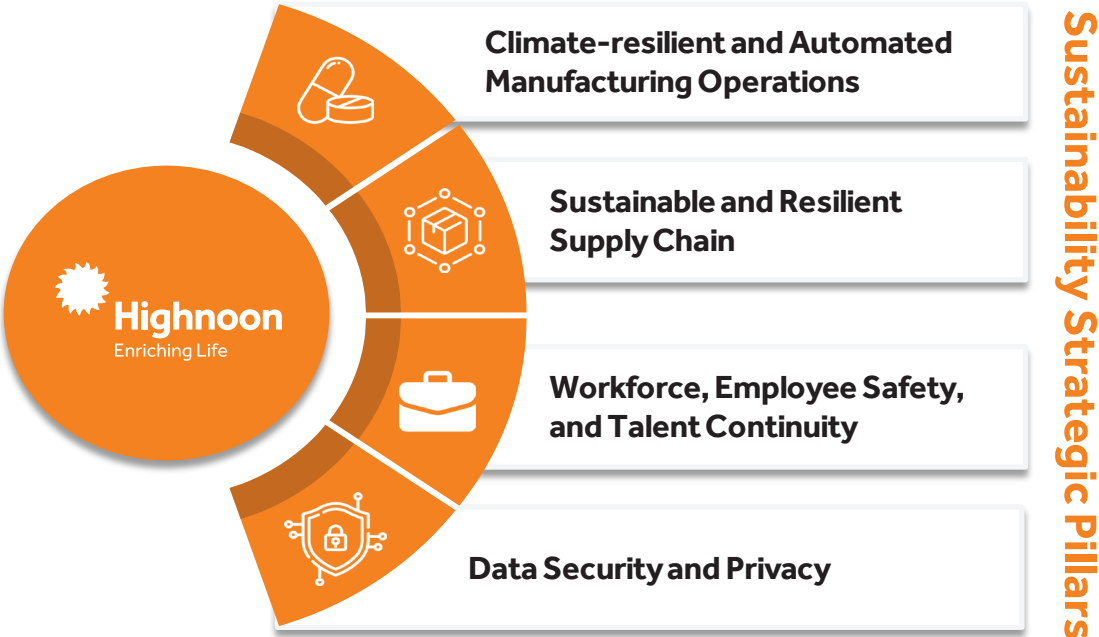 Highnoon
Enriching Life
Climate-resilient and Automated
Manufacturing Operations
Sustainable and Resilient
Supply Chain
Workforce, Employee Safety,
and Talent Continuity
Data Security and Privacy
Sustainability Strategic Pillars